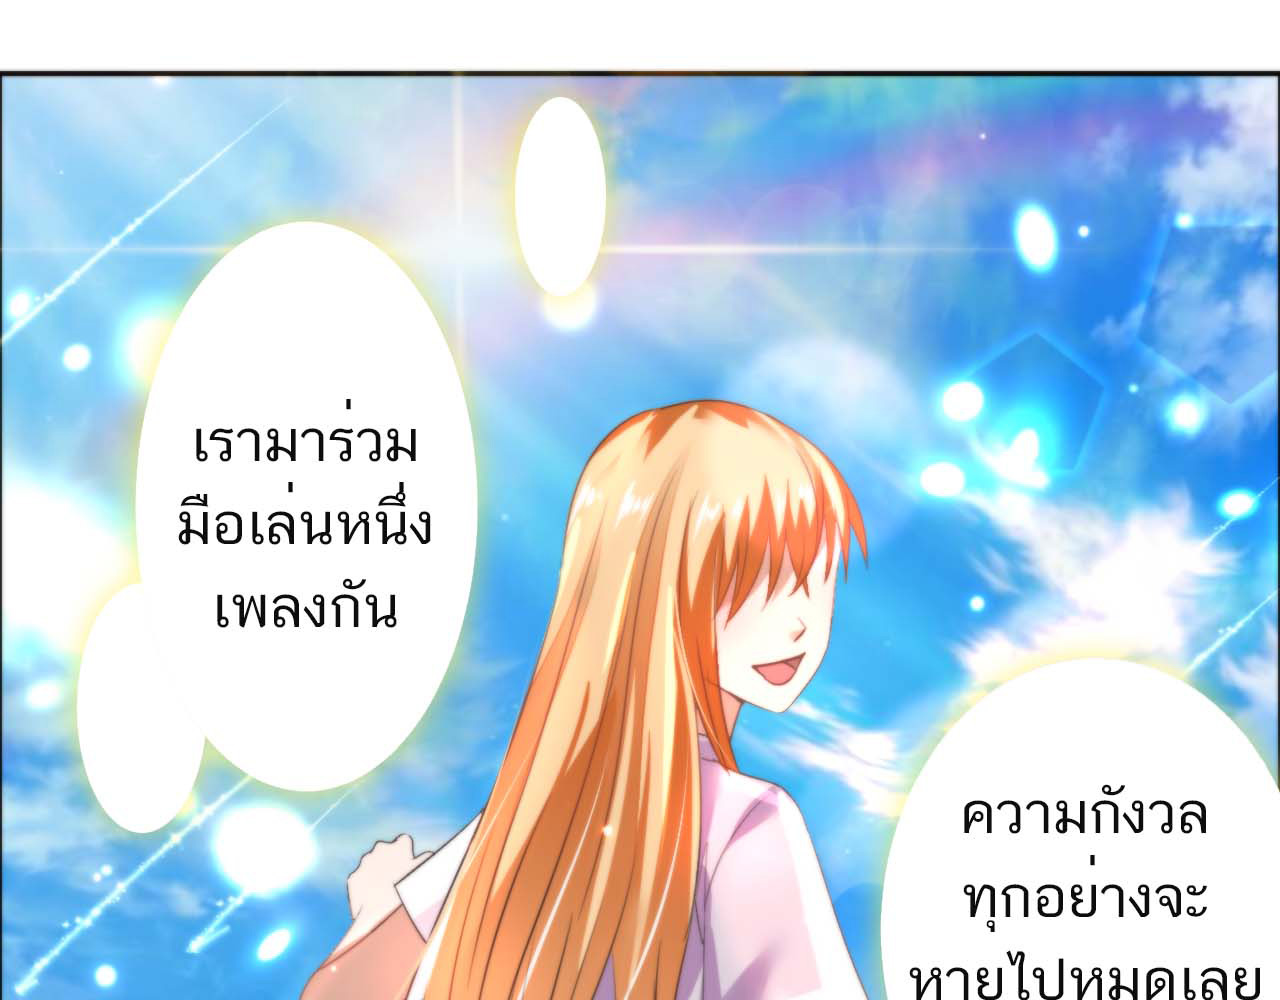 เรามาร่วม
มือเล่นหนึ่ง
เพลงกัน
ความกังวล
ทุกอย่างจะ
หายไปหมดเลย